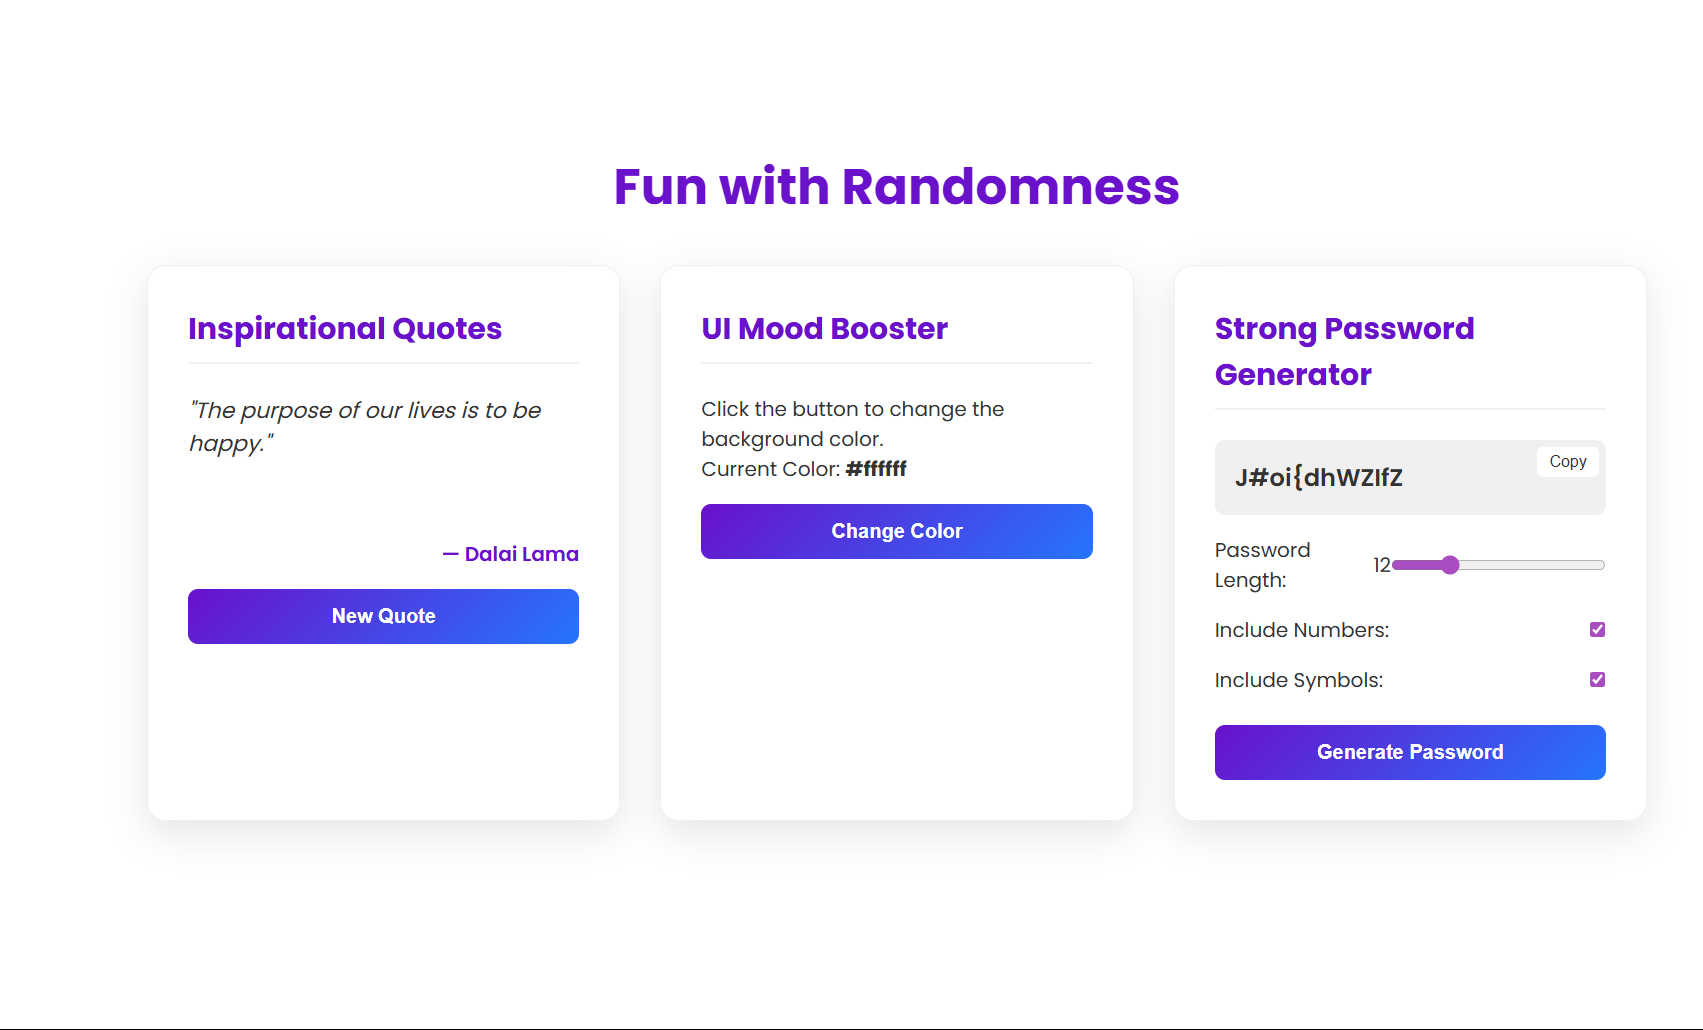 Fun with Randomness
Inspirational Quotes
"The purpose of our lives is to be
happy."
— Dalai Lama
New Quote
UI Mood Booster
Click the button to change the
background color.
Current Color: #ffffff
Change Color
Strong Password
Generator
J#oi{dhWZIfZ
Copy
Password
Length:
12
Include Numbers:
Include Symbols:
Generate Password